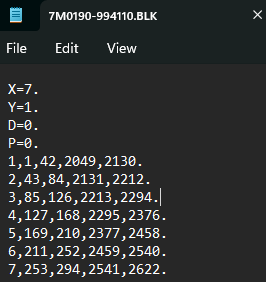 7M0190-994110.BLK
File Edit View
X=7.
Y=1.
D=0.
P=0.
1,1,42,2049,2130.
2,43,84,2131,2212.
3,85,126,2213,2294.
4,127,168,2295,2376.
5,169,210,2377,2458.
6,211,252,2459,2540.
7,253,294,2541,2622.